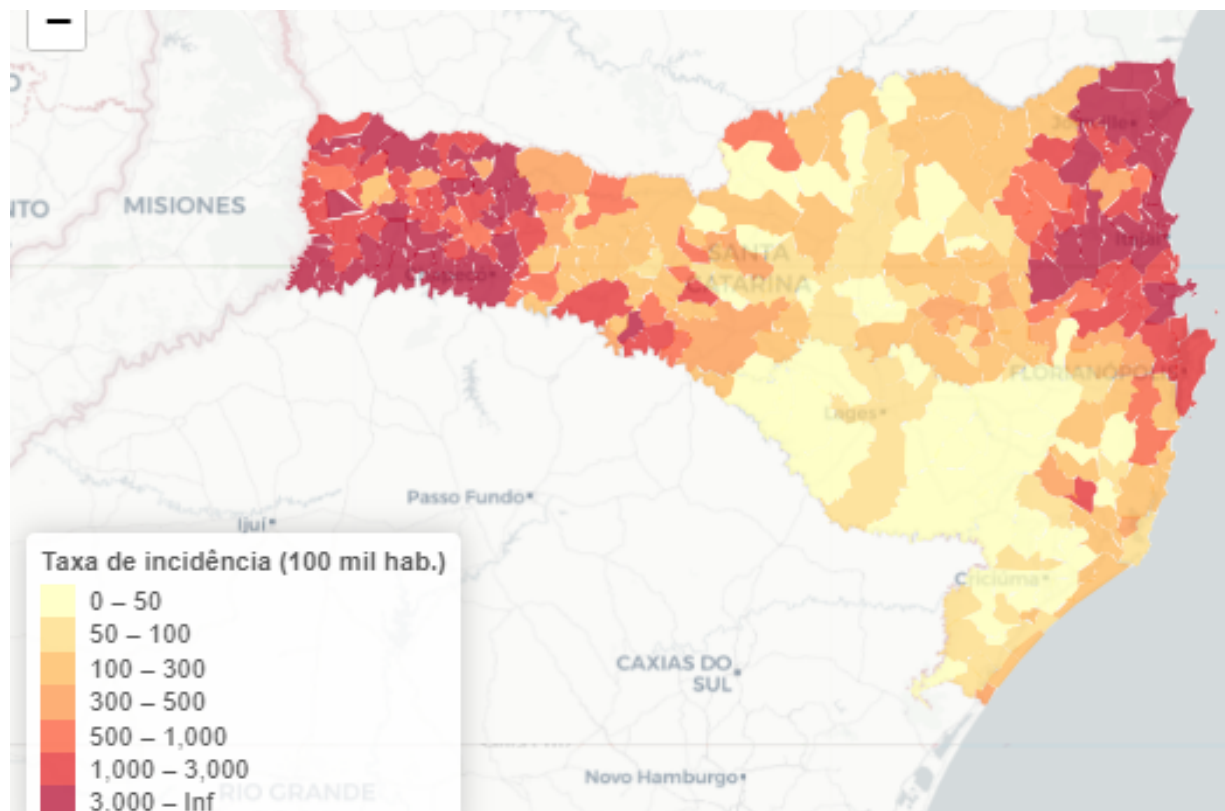 −
MISIONES
NTO
SANTA
CATARINA
Itajaí
FLORIANÓPOLIS
Lages
Passo Fundo
Ijuí
Criciúma
CAXIAS DO
SUL
Novo Hamburgo
RIO GRANDE
Taxa de incidência (100 mil hab.)
0 – 50
50 – 100
100 – 300
300 – 500
500 – 1,000
1,000 – 3,000
3,000 – Inf